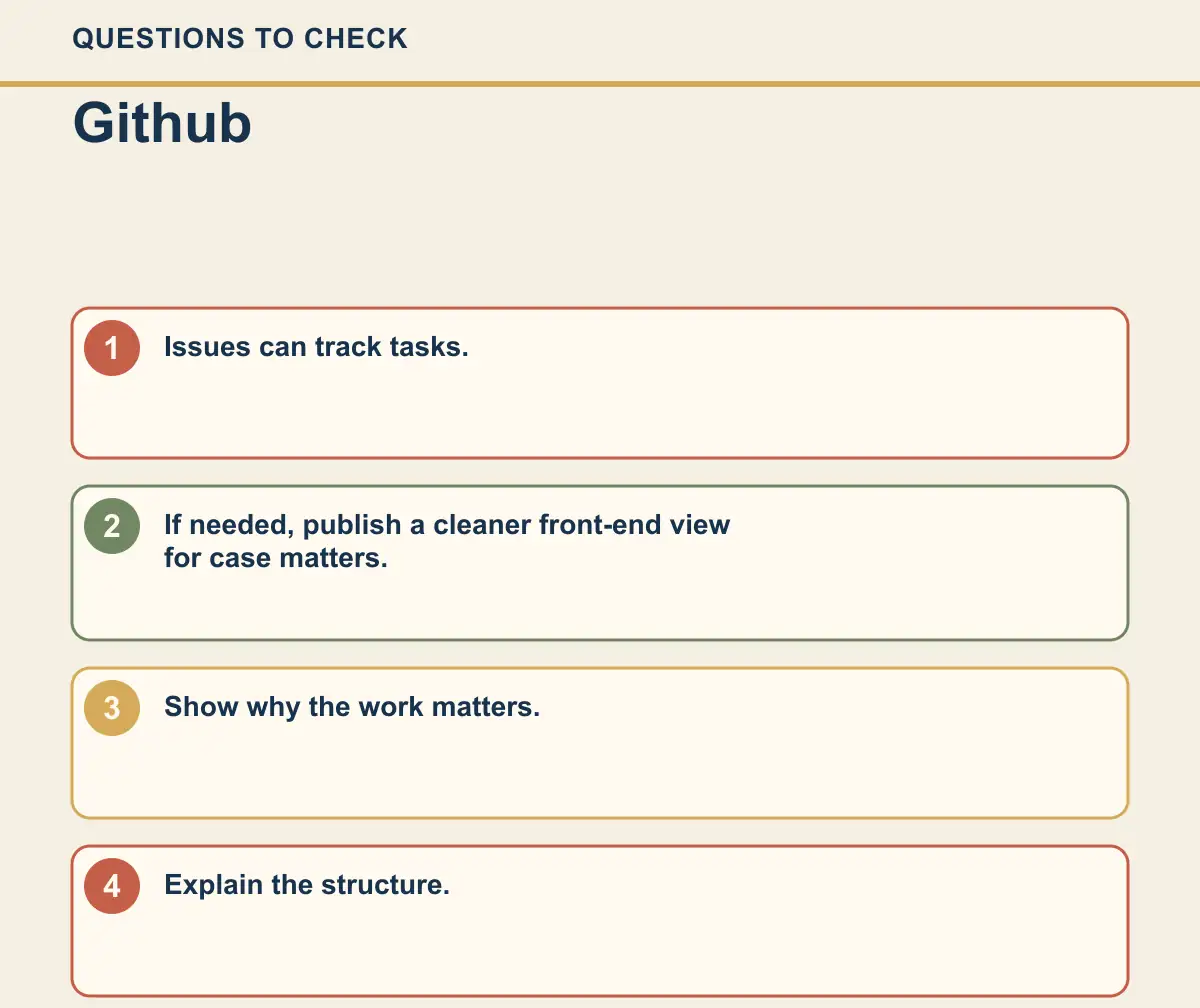 QUESTIONS TO CHECK
Github
1
Issues can track tasks.
2
If needed, publish a cleaner front-end view
for case matters.
3
Show why the work matters.
4
Explain the structure.